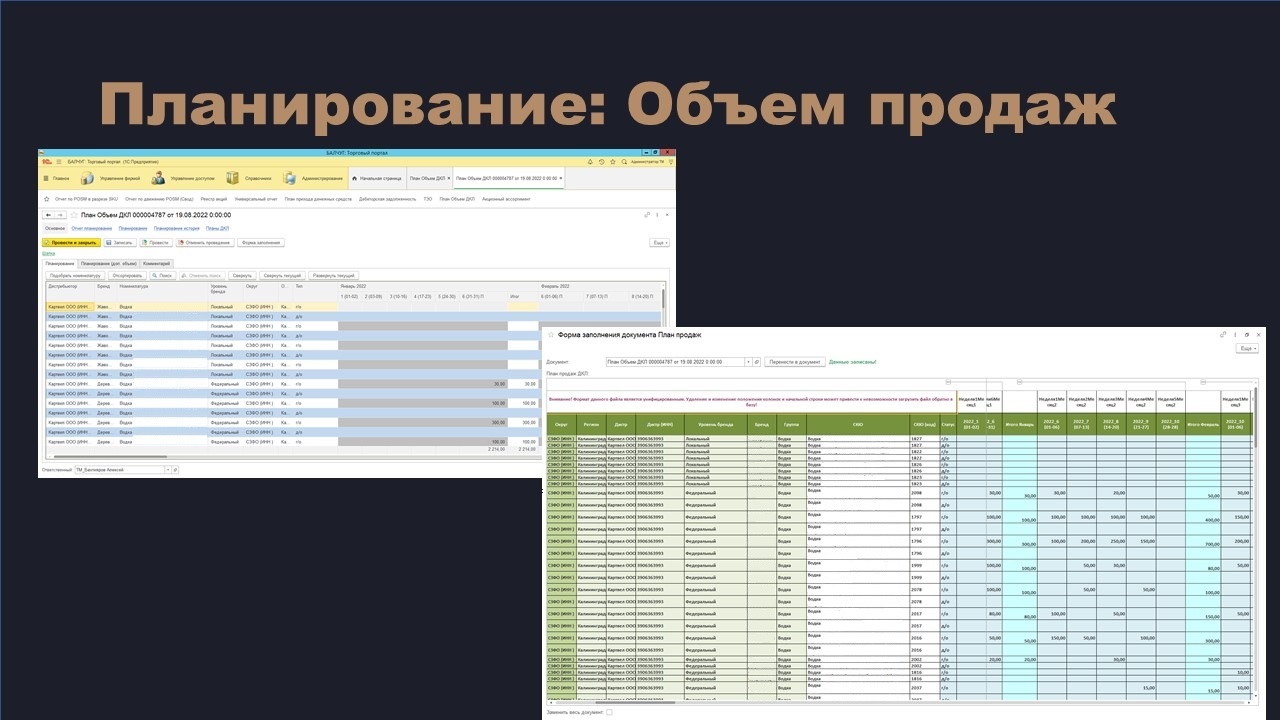 Планирование: Объем продаж
БАЛЧУГ: Торговый портал
БАЛЧУГ: Торговый портал (1С:Предприятие)
Администратор ТК
Главное Управление фирмой Управление доступом Справочники Администрирование Начальная страница План Объем ДКЛ × План Объем ДКЛ 000004787 от 19.08.2022 0:00:00 ×
Отчет по POSM в разрезе SKU Отчет по движению POSM (Свод) Реестр акций Универсальный отчет План прихода денежных средств Дебиторская задолженность ТЗО План Объем ДКЛ Акционный ассортимент
План Объем ДКЛ 000004787 от 19.08.2022 0:00:00
Основное Отчет планирования Планирование Планирование история Планы ДКЛ
Провести и закрыть Записать Провести Отменить проведение Форма заполнения Еще
Шапка
Планирование Планирование (доп. объем) Комментарий
Подобрать номенклатуру Отсортировать Поиск Отменить поиск Свернуть Свернуть текущий Развернуть текущий
Дистрибьютор Бренд Номенклатура Уровень бренда Округ О... Тип Январь 2022 Февраль 2022
1 (01-02) 2 (03-09) 3 (10-16) 4 (17-23) 5 (24-30) 6 (31-31) П Итог 6 (01-06) П 7 (07-13) П 8 (14-20) П
Картвел ООО (ИНН... Живо... Водка Локальный СЗФО (ИНН ) Ка... г/о
Картвел ООО (ИНН... Живо... Водка Локальный СЗФО (ИНН ) Ка... д/о
Картвел ООО (ИНН... Живо... Водка Локальный СЗФО (ИНН ) Ка... г/о
Картвел ООО (ИНН... Живо... Водка Локальный СЗФО (ИНН ) Ка... д/о
Картвел ООО (ИНН... Живо... Водка Локальный СЗФО (ИНН ) Ка... г/о
Картвел ООО (ИНН... Живо... Водка Локальный СЗФО (ИНН ) Ка... д/о
Картвел ООО (ИНН... Живо... Водка Локальный СЗФО (ИНН ) Ка... г/о
Картвел ООО (ИНН... Живо... Водка Локальный СЗФО (ИНН ) Ка... д/о
Картвел ООО (ИНН... Дерев... Водка Федеральный СЗФО (ИНН ) Ка... г/о 30,00 30,00
Картвел ООО (ИНН... Дерев... Водка Федеральный СЗФО (ИНН ) Ка... д/о
Картвел ООО (ИНН... Дерев... Водка Федеральный СЗФО (ИНН ) Ка... г/о 100,00 100,00
Картвел ООО (ИНН... Дерев... Водка Федеральный СЗФО (ИНН ) Ка... д/о
Картвел ООО (ИНН... Дерев... Водка Федеральный СЗФО (ИНН ) Ка... г/о 300,00 300,00
Картвел ООО (ИНН... Дерев... Водка Федеральный СЗФО (ИНН ) Ка... д/о
Картвел ООО (ИНН... Дерев... Водка Федеральный СЗФО (ИНН ) Ка... г/о 100,00 100,00
2 214,00 2 214,00
Ответственный:
Форма заполнения документа План продаж
Еще
Документ: План Объем ДКЛ 000004787 от 19.08.2022 0:00:00 Перенести в документ Данные записаны!
План продаж ДКЛ:
Внимание! Формат данного файла является унифицированным. Удаление и изменение положения колонок и начальной строки может привести к невозможности загрузить файл обратно в базу!
Округ Регион Дистр Дистр (ИНН) Уровень бренда Бренд Группа СКЮ СКЮ (код) Статус Итого Январь 2022_6 (01-06) 2022_7 (07-13) 2022_8 (14-20) 2022_9 (21-27) 2022_10 (28-28) Итого Февраль
СЗФО (ИНН ) Калининград Картвел ООО 3906363993 Локальный Водка Водка 1827 г/о
СЗФО (ИНН ) Калининград Картвел ООО 3906363993 Локальный Водка Водка 1827 д/о
СЗФО (ИНН ) Калининград Картвел ООО 3906363993 Локальный Водка Водка 1822 г/о
СЗФО (ИНН ) Калининград Картвел ООО 3906363993 Локальный Водка Водка 1822 д/о
СЗФО (ИНН ) Калининград Картвел ООО 3906363993 Локальный Водка Водка 1826 г/о
СЗФО (ИНН ) Калининград Картвел ООО 3906363993 Локальный Водка Водка 1826 д/о
СЗФО (ИНН ) Калининград Картвел ООО 3906363993 Локальный Водка Водка 1823 г/о
СЗФО (ИНН ) Калининград Картвел ООО 3906363993 Локальный Водка Водка 1823 д/о
СЗФО (ИНН ) Калининград Картвел ООО 3906363993 Федеральный Водка Водка 2098 г/о 30,00 30,00 30,00 20,00 50,00 30,00
СЗФО (ИНН ) Калининград Картвел ООО 3906363993 Федеральный Водка Водка 2098 д/о
СЗФО (ИНН ) Калининград Картвел ООО 3906363993 Федеральный Водка Водка 1797 г/о 100,00 100,00 100,00 100,00 100,00 100,00 400,00 150,00
СЗФО (ИНН ) Калининград Картвел ООО 3906363993 Федеральный Водка Водка 1797 д/о
СЗФО (ИНН ) Калининград Картвел ООО 3906363993 Федеральный Водка Водка 1796 г/о 300,00 300,00 100,00 200,00 250,00 150,00 700,00 200,00
СЗФО (ИНН ) Калининград Картвел ООО 3906363993 Федеральный Водка Водка 1796 д/о
СЗФО (ИНН ) Калининград Картвел ООО 3906363993 Федеральный Водка Водка 1999 г/о 100,00 100,00 50,00 30,00 80,00 50,00
СЗФО (ИНН ) Калининград Картвел ООО 3906363993 Федеральный Водка Водка 1999 д/о
СЗФО (ИНН ) Калининград Картвел ООО 3906363993 Федеральный Водка Водка 2078 г/о 100,00 100,00 50,00 50,00 100,00
СЗФО (ИНН ) Калининград Картвел ООО 3906363993 Федеральный Водка Водка 2078 д/о
СЗФО (ИНН ) Калининград Картвел ООО 3906363993 Федеральный Водка Водка 2017 г/о 80,00 80,00 100,00 50,00 150,00 50,00
СЗФО (ИНН ) Калининград Картвел ООО 3906363993 Федеральный Водка Водка 2017 д/о
СЗФО (ИНН ) Калининград Картвел ООО 3906363993 Федеральный Водка Водка 2016 г/о 50,00 50,00 150,00 50,00 100,00 300,00
СЗФО (ИНН ) Калининград Картвел ООО 3906363993 Федеральный Водка Водка 2016 д/о
СЗФО (ИНН ) Калининград Картвел ООО 3906363993 Федеральный Водка Водка 2002 г/о 20,00 20,00 30,00 30,00
СЗФО (ИНН ) Калининград Картвел ООО 3906363993 Федеральный Водка Водка 2002 д/о
СЗФО (ИНН ) Калининград Картвел ООО 3906363993 Федеральный Водка Водка 1816 г/о 10,00
СЗФО (ИНН ) Калининград Картвел ООО 3906363993 Федеральный Водка Водка 1816 д/о
СЗФО (ИНН ) Калининград Картвел ООО 3906363993 Федеральный Водка Водка 2037 г/о 15,00 15,00 10,00
Заменить весь документ: